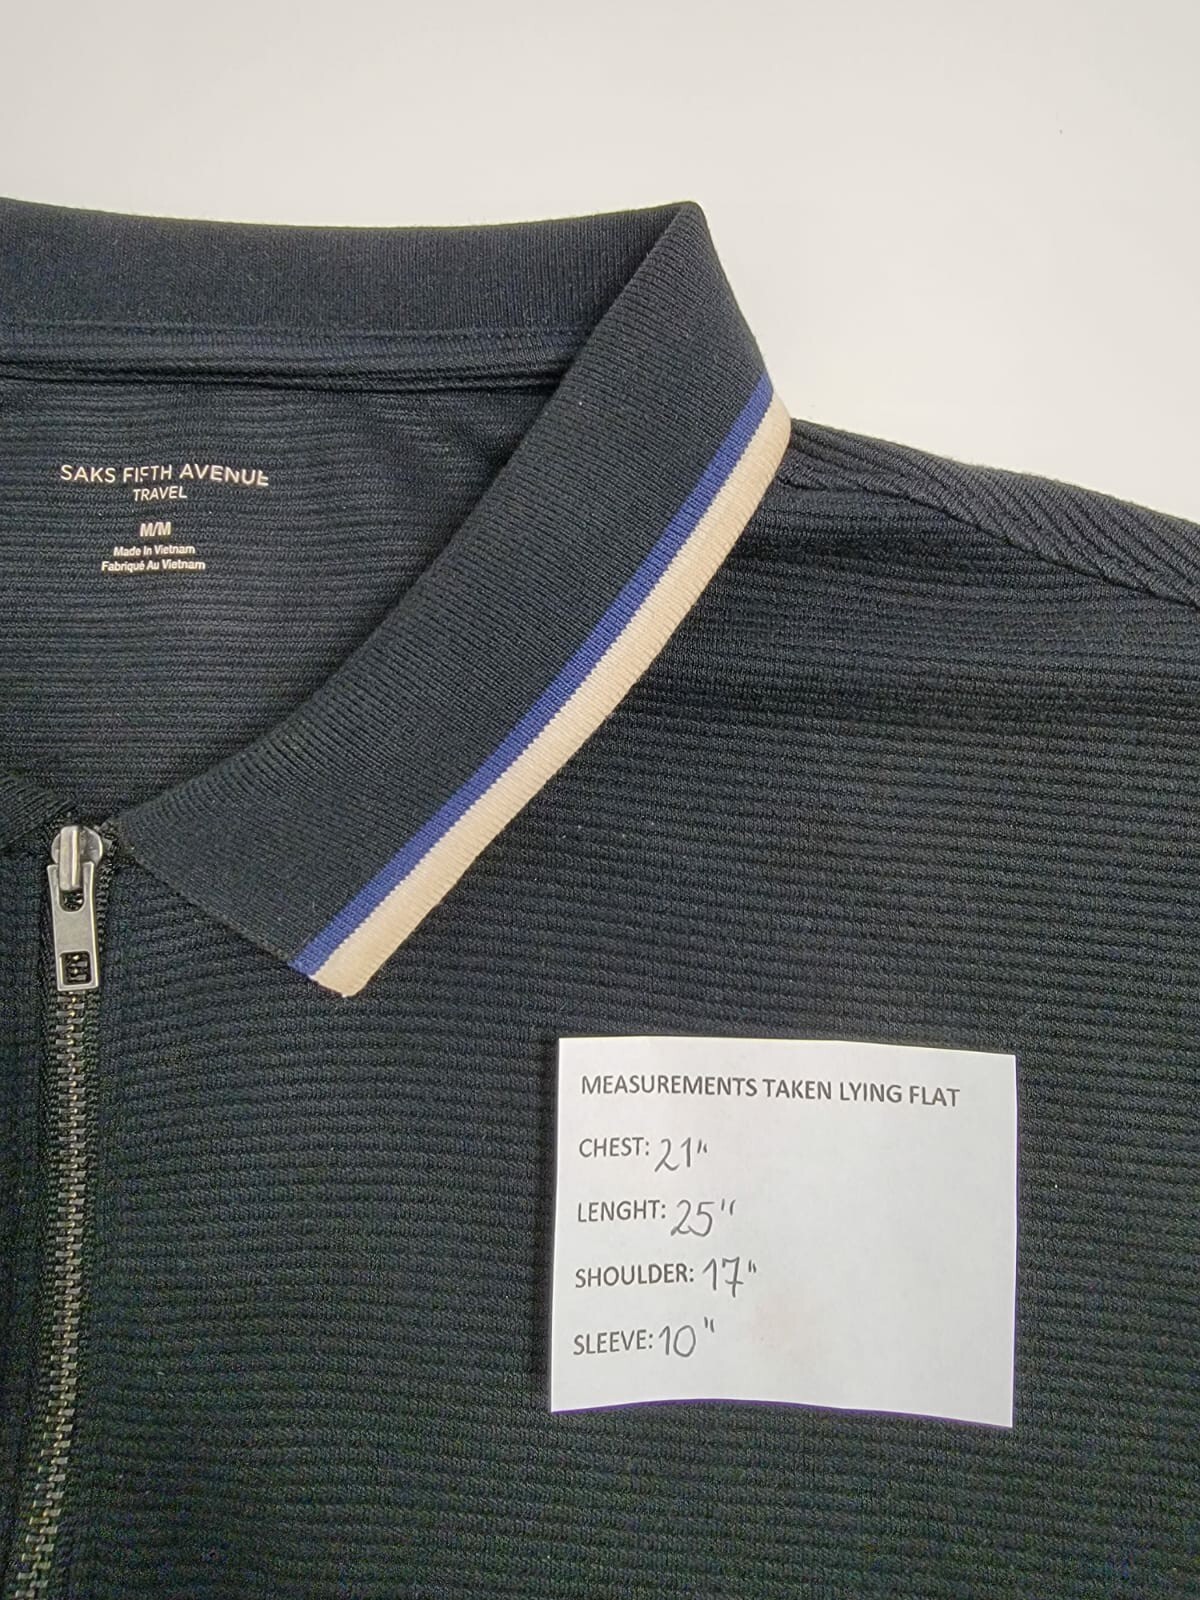 SAKS FIFTH AVENUE
TRAVEL
M/M
Made In Vietnam
Fabriqué Au Vietnam
MEASUREMENTS TAKEN LYING FLAT
CHEST: 21"
LENGHT: 25"
SHOULDER: 17"
SLEEVE: 10"